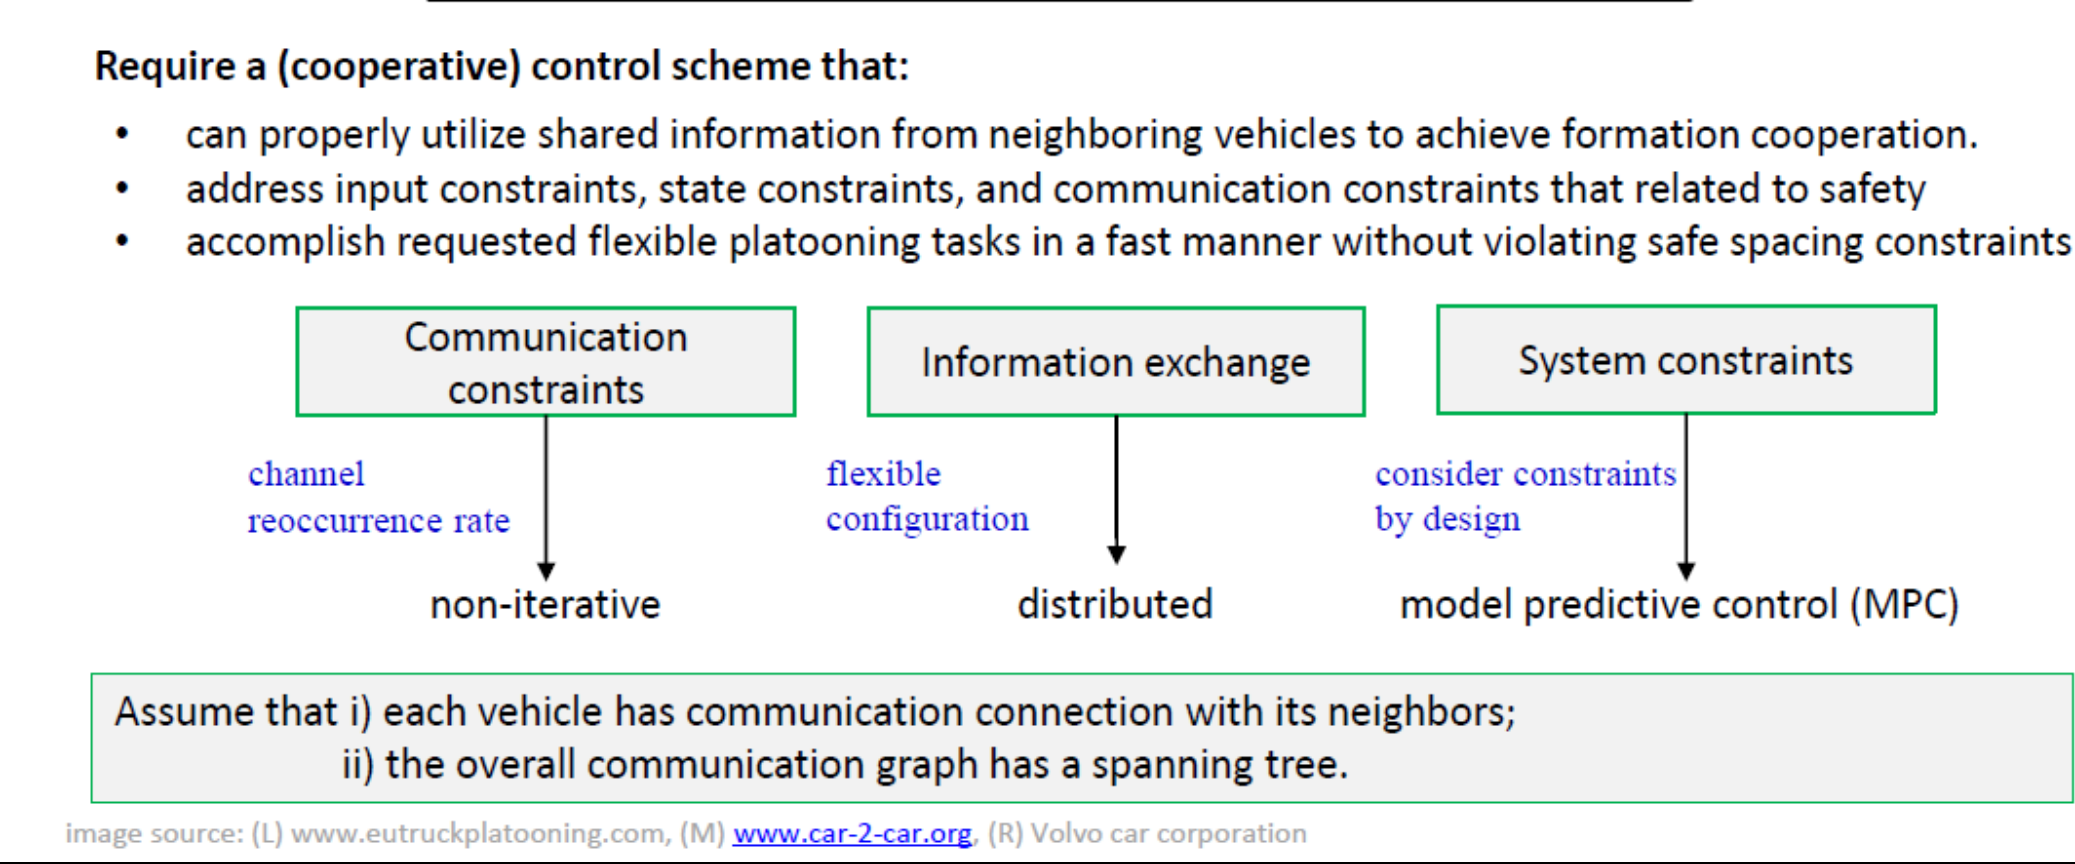 Require a (cooperative) control scheme that:
• can properly utilize shared information from neighboring vehicles to achieve formation cooperation.
• address input constraints, state constraints, and communication constraints that related to safety
• accomplish requested flexible platooning tasks in a fast manner without violating safe spacing constraints
Communication
constraints
Information exchange
System constraints
channel
reoccurrence rate
flexible
configuration
consider constraints
by design
non-iterative
distributed
model predictive control (MPC)
Assume that i) each vehicle has communication connection with its neighbors;
ii) the overall communication graph has a spanning tree.
image source: (L) www.eutruckplatooning.com, (M) www.car-2-car.org, (R) Volvo car corporation